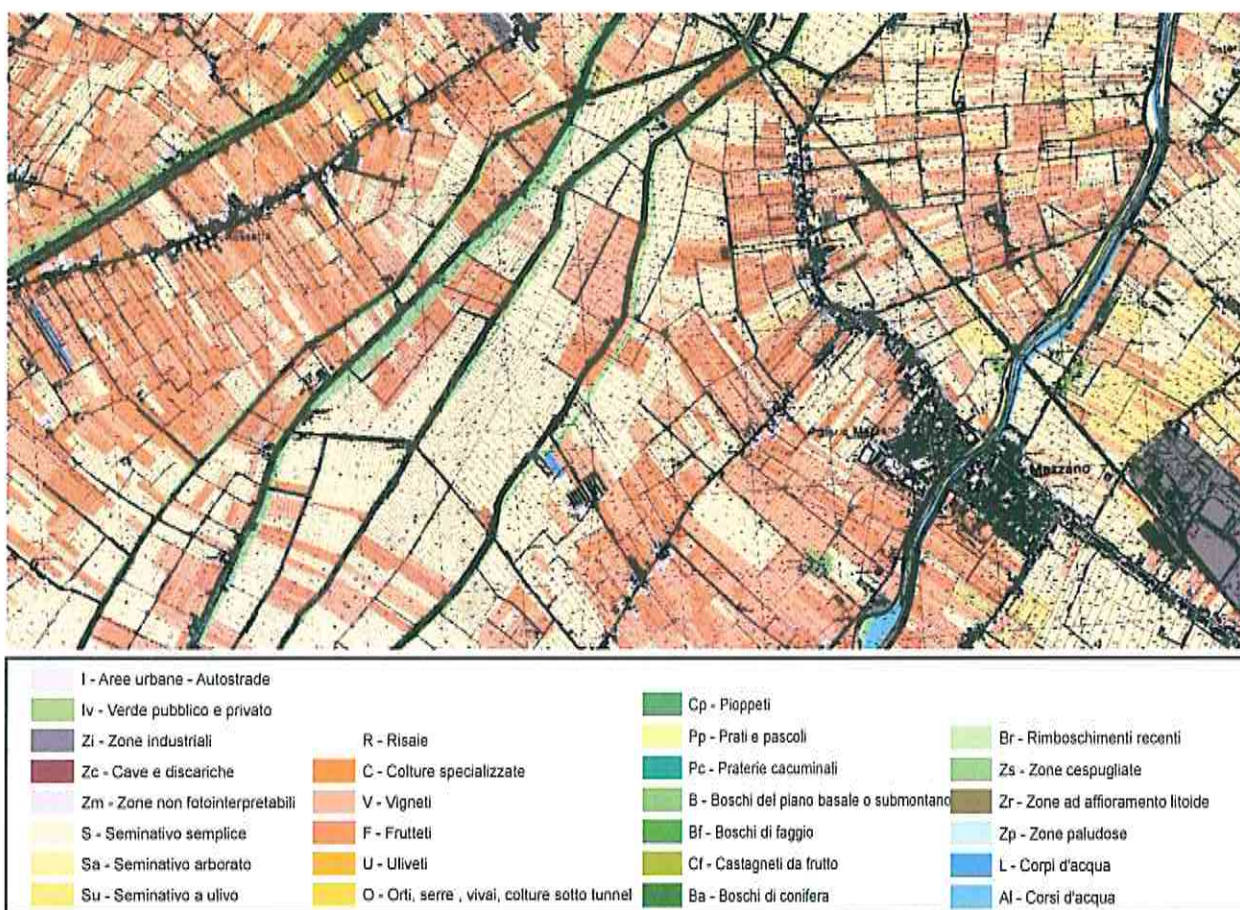 Mezzano
I - Aree urbane - Autostrade
Iv - Verde pubblico e privato
Zi - Zone industriali
Zc - Cave e discariche
Zm - Zone non fotointerpretabili
S - Seminativo semplice
Sa - Seminativo arborato
Su - Seminativo a ulivo
R - Risaie
C - Colture specializzate
V - Vigneti
F - Frutteti
U - Uliveti
O - Orti, serre , vivai, colture sotto tunnel
Cp - Pioppeti
Pp - Prati e pascoli
Pc - Praterie cacuminali
B - Boschi del piano basale o submontano
Bf - Boschi di faggio
Cf - Castagneti da frutto
Ba - Boschi di conifera
Br - Rimboschimenti recenti
Zs - Zone cespugliate
Zr - Zone ad affioramento litoide
Zp - Zone paludose
L - Corpi d'acqua
Al - Corsi d'acqua